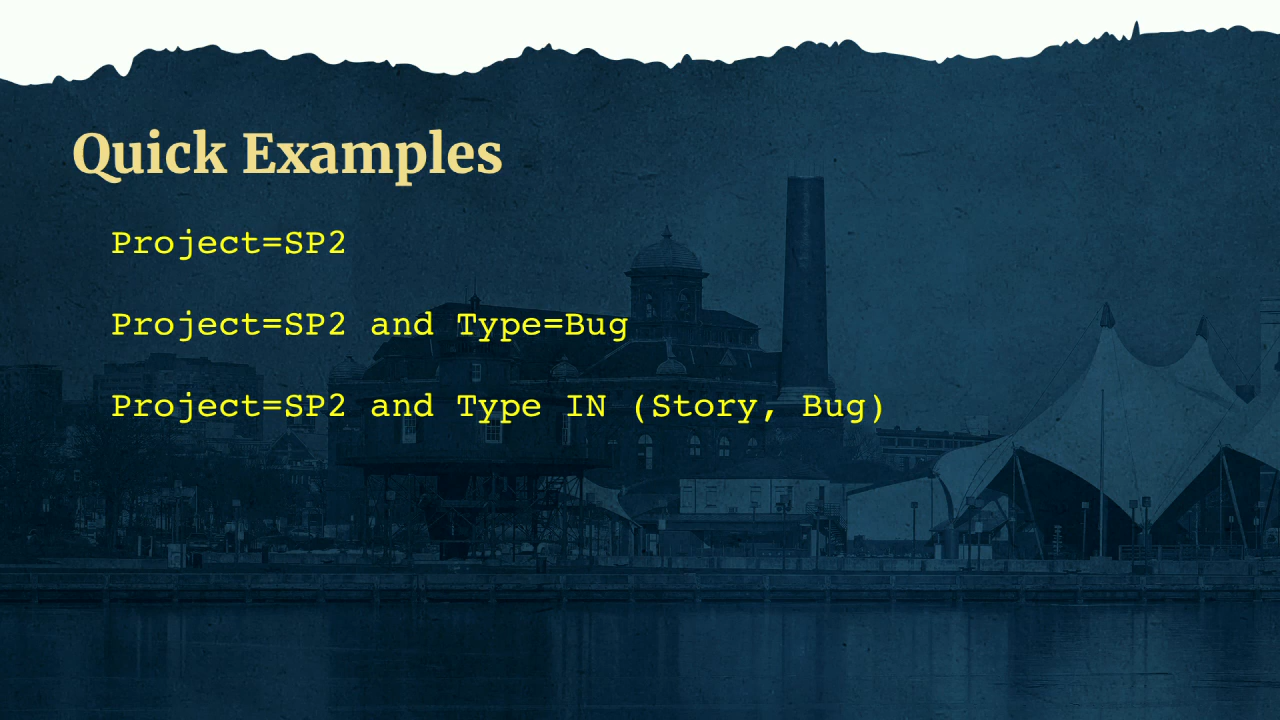 Quick Examples
Project=SP2
Project=SP2 and Type=Bug
Project=SP2 and Type IN (Story, Bug)